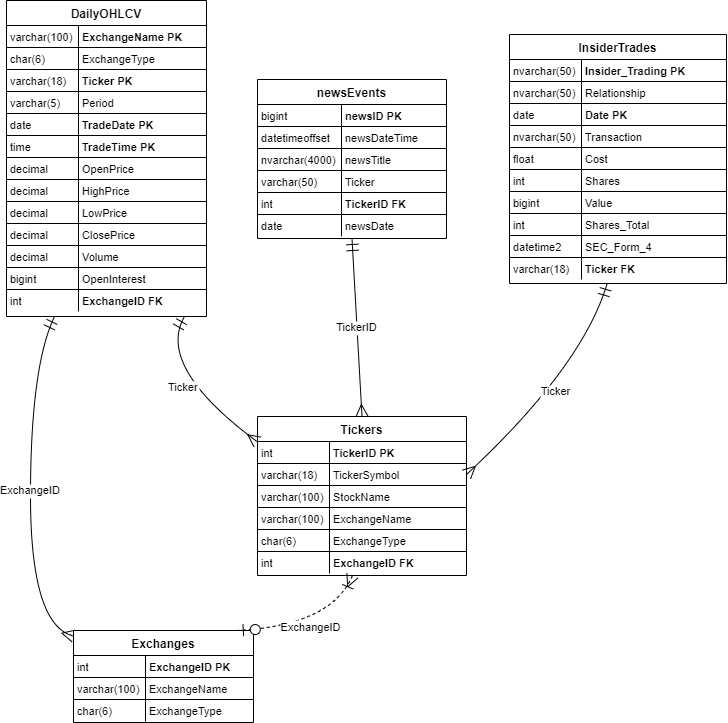 DailyOHLCV
varchar(100) ExchangeName PK
char(6) ExchangeType
varchar(18) Ticker PK
varchar(5) Period
date TradeDate PK
time TradeTime PK
decimal OpenPrice
decimal HighPrice
decimal LowPrice
decimal ClosePrice
decimal Volume
bigint OpenInterest
int ExchangeID FK
newsEvents
bigint newsID PK
datetimeoffset newsDateTime
nvarchar(4000) newsTitle
varchar(50) Ticker
int TickerID FK
date newsDate
InsiderTrades
nvarchar(50) Insider_Trading PK
nvarchar(50) Relationship
date Date PK
nvarchar(50) Transaction
float Cost
int Shares
bigint Value
int Shares_Total
datetime2 SEC_Form_4
varchar(18) Ticker FK
TickerID
Ticker
Ticker
ExchangeID
Tickers
int TickerID PK
varchar(18) TickerSymbol
varchar(100) StockName
varchar(100) ExchangeName
char(6) ExchangeType
int ExchangeID FK
ExchangeID
Exchanges
int ExchangeID PK
varchar(100) ExchangeName
char(6) ExchangeType